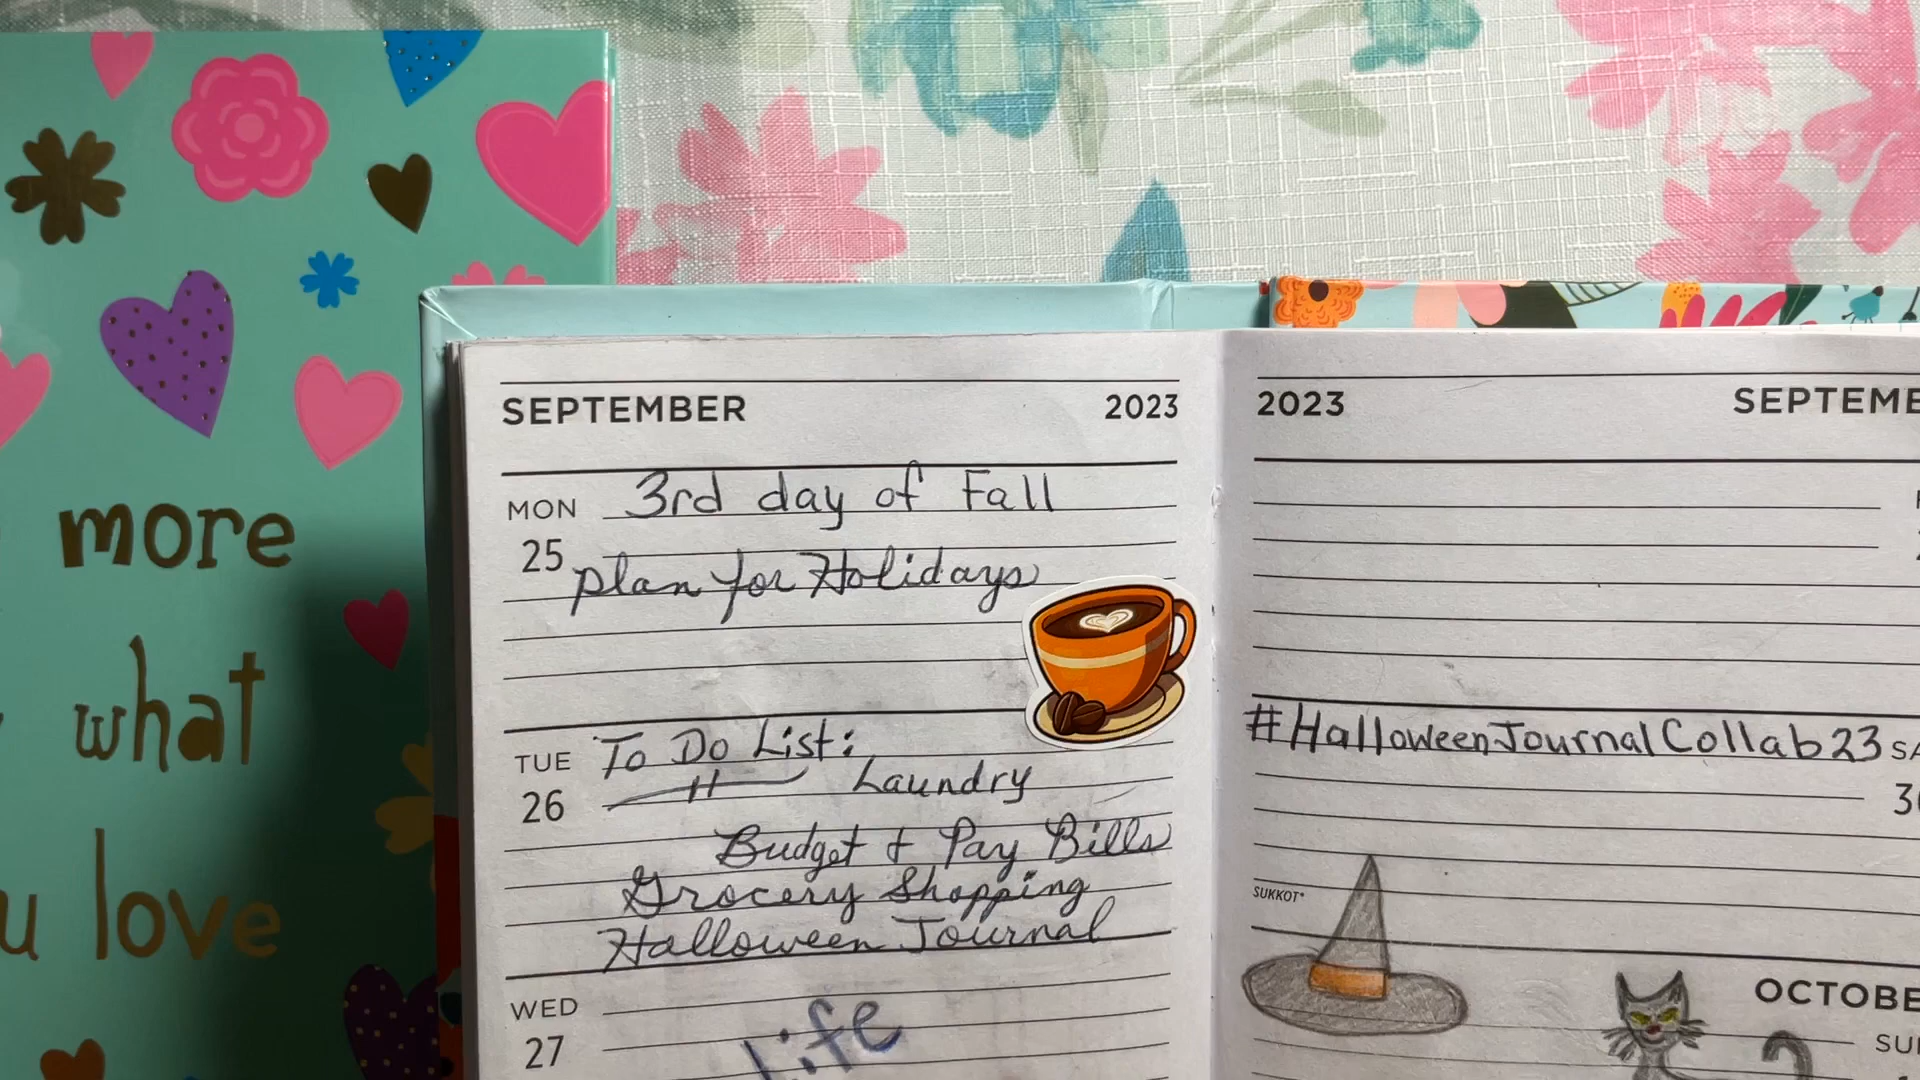 more
what
u love
SEPTEMBER 2023
MON 3rd day of Fall
25 plan for Holidays
TUE To Do List:
26 Laundry
Budget + Pay Bills
Grocery Shopping
Halloween Journal
WED
27 Life
2023 SEPTEMB
#HalloweenJournalCollab23 SA
30
SUKKOT*
OCTOBE
SU